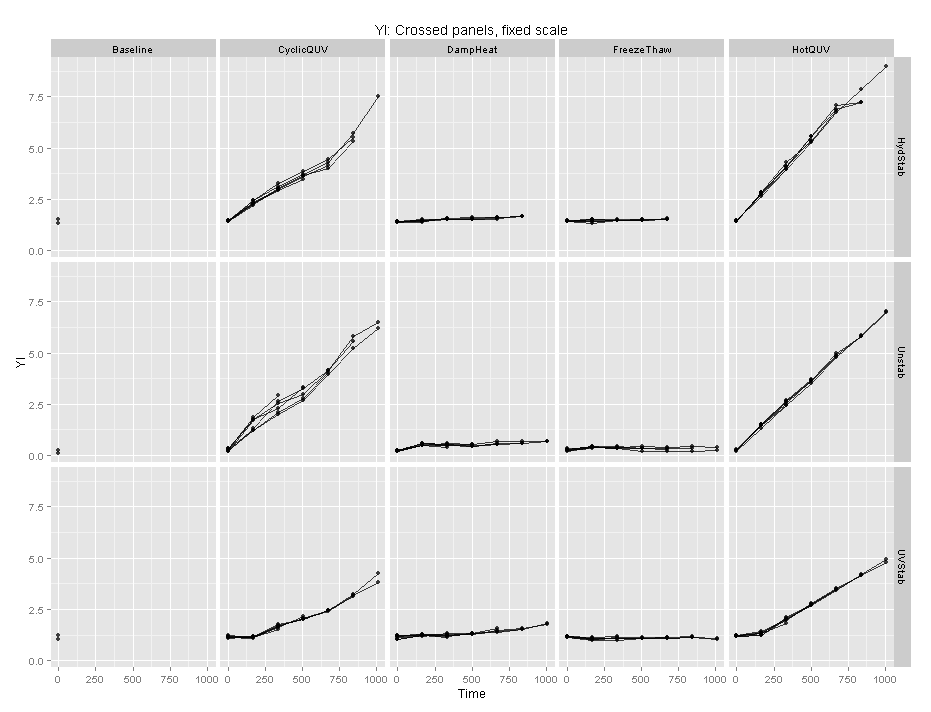 YI: Crossed panels, fixed scale
Baseline CyclicQUV DampHeat FreezeThaw HotQUV
7.5
5.0
2.5
0.0
HydStab
7.5
5.0
2.5
0.0
Unstab
YI
7.5
5.0
2.5
0.0
UVStab
0 250 500 750 1000 0 250 500 750 1000 0 250 500 750 1000 0 250 500 750 1000 0 250 500 750 1000
Time